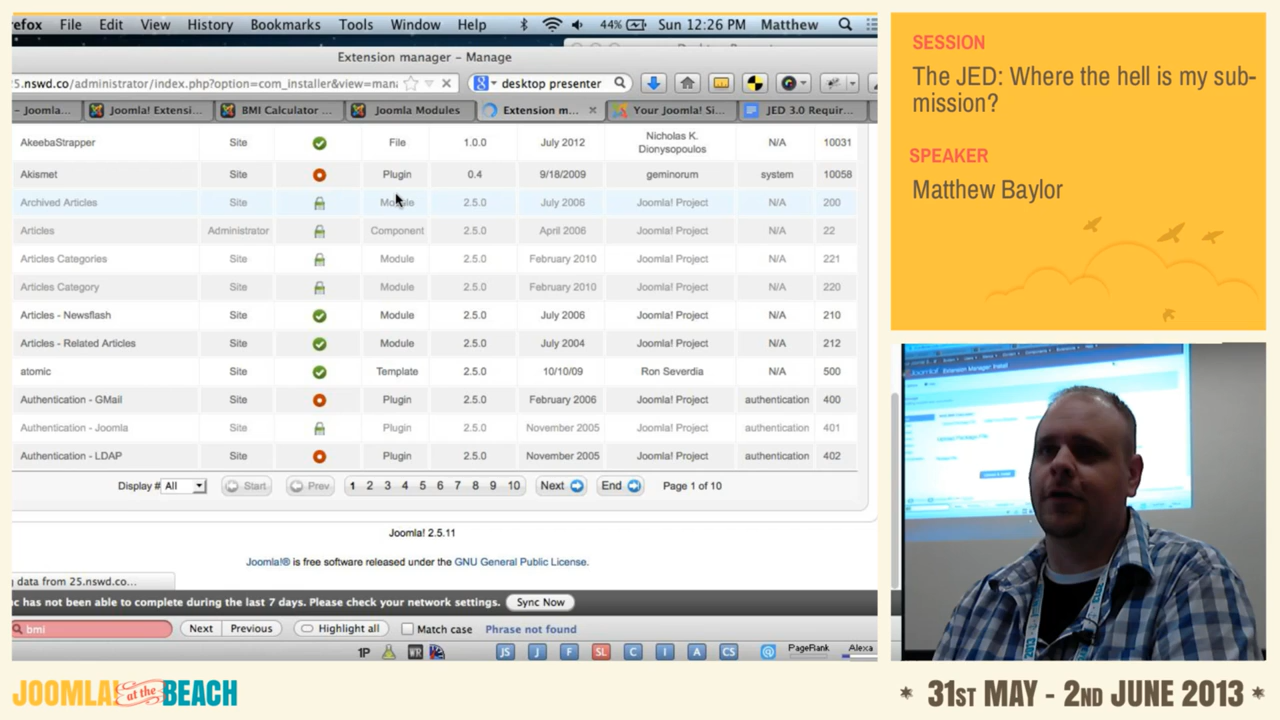 efox File Edit View History Bookmarks Tools Window Help 44% Sun 12:26 PM Matthew
Extension manager – Manage
25.nswd.co/administrator/index.php?option=com_installer&view=man desktop presenter
- Joomla... Joomla! Extensi... BMI Calculator ... Joomla Modules Extension m... Your Joomla! Si... JED 3.0 Requir...
AkeebaStrapper Site File 1.0.0 July 2012 Nicholas K. Dionysopoulos N/A 10031
Akismet Site Plugin 0.4 9/18/2009 geminorum system 10058
Archived Articles Site Module 2.5.0 July 2006 Joomla! Project N/A 200
Articles Administrator Component 2.5.0 April 2006 Joomla! Project N/A 22
Articles Categories Site Module 2.5.0 February 2010 Joomla! Project N/A 221
Articles Category Site Module 2.5.0 February 2010 Joomla! Project N/A 220
Articles - Newsflash Site Module 2.5.0 July 2006 Joomla! Project N/A 210
Articles - Related Articles Site Module 2.5.0 July 2004 Joomla! Project N/A 212
atomic Site Template 2.5.0 10/10/09 Ron Severdia N/A 500
Authentication - GMail Site Plugin 2.5.0 February 2006 Joomla! Project authentication 400
Authentication - Joomla Site Plugin 2.5.0 November 2005 Joomla! Project authentication 401
Authentication - LDAP Site Plugin 2.5.0 November 2005 Joomla! Project authentication 402
Display # All Start Prev 1 2 3 4 5 6 7 8 9 10 Next End Page 1 of 10
Joomla! 2.5.11
Joomla!® is free software released under the GNU General Public License.
g data from 25.nswd.co...
c has not been able to complete during the last 7 days. Please check your network settings. Sync Now
bmi Next Previous Highlight all Match case Phrase not found
1P JS J F SL C I A CS @ PageRank Alexa
SESSION
The JED: Where the hell is my sub-
mission?
SPEAKER
Matthew Baylor
Extension Manager: Install
JOOMLA! at the BEACH
* 31ST MAY - 2ND JUNE 2013 *